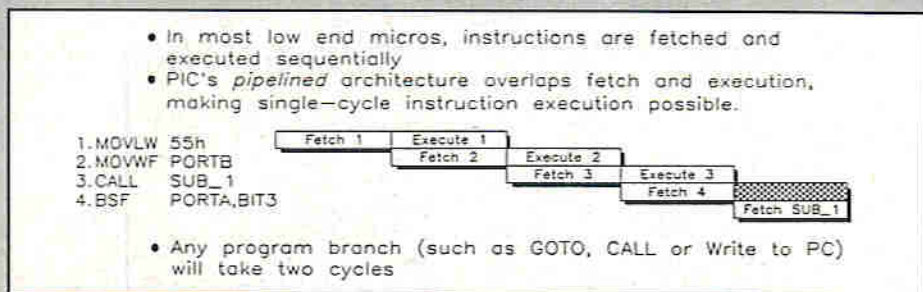 • In most low end micros, instructions are fetched and
executed sequentially
• PIC's pipelined architecture overlaps fetch and execution,
making single-cycle instruction execution possible.
1.MOVLW 55h
2.MOVWF PORTB
3.CALL SUB_1
4.BSF PORTA,BIT3
Fetch 1 Execute 1
Fetch 2 Execute 2
Fetch 3 Execute 3
Fetch 4
Fetch SUB_1
• Any program branch (such as GOTO, CALL or Write to PC)
will take two cycles